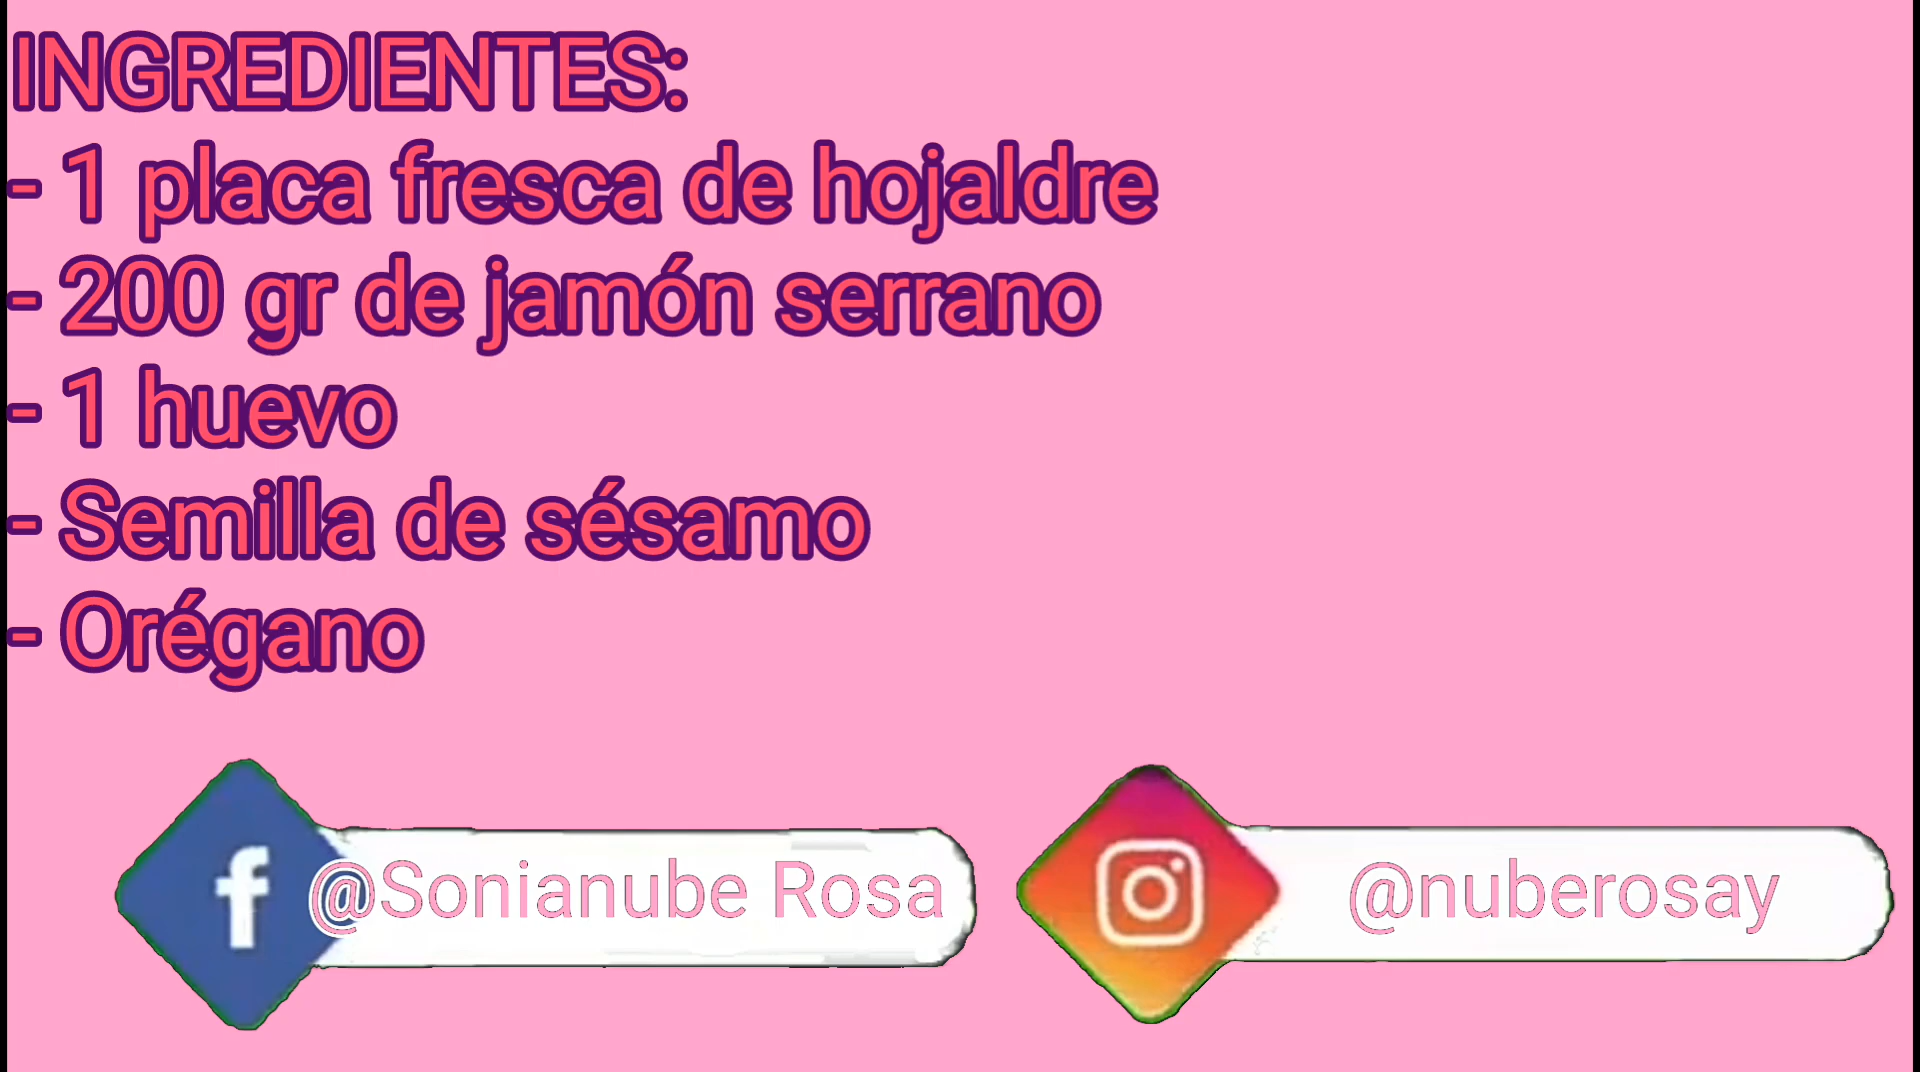 INGREDIENTES:
- 1 placa fresca de hojaldre
- 200 gr de jamón serrano
- 1 huevo
- Semilla de sésamo
- Orégano
@Sonianube Rosa
@nuberosay